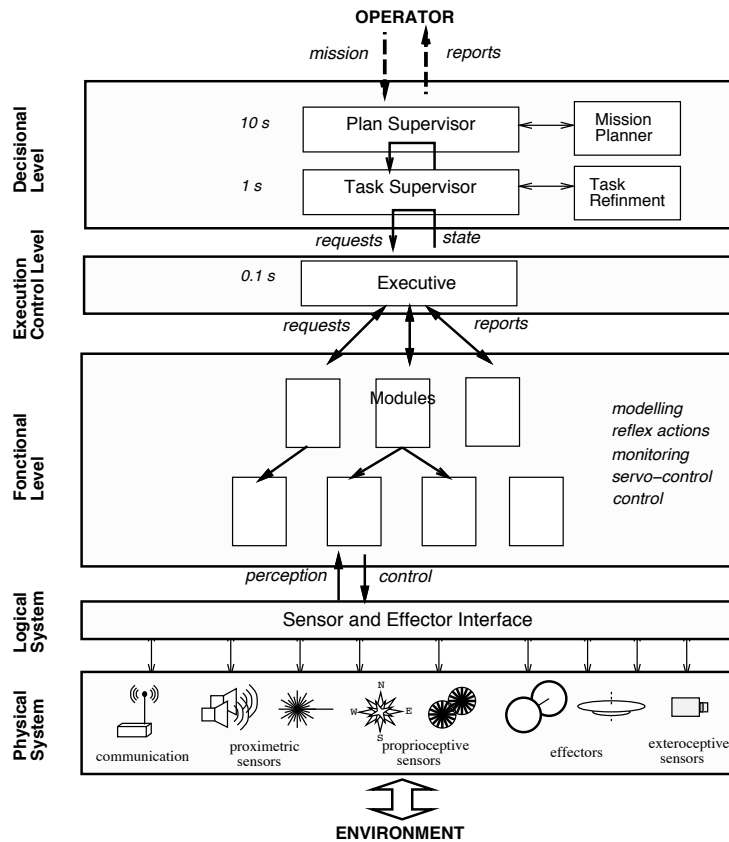 OPERATOR
mission
reports
Decisional
Level
10 s
Plan Supervisor
Mission
Planner
1 s
Task Supervisor
Task
Refinment
requests
state
Execution
Control Level
0.1 s
Executive
requests
reports
Fonctional
Level
Modules
modelling
reflex actions
monitoring
servo−control
control
perception
control
Logical
System
Sensor and Effector Interface
Physical
System
N
W
E
S
communication
proximetric
sensors
proprioceptive
sensors
effectors
exteroceptive
sensors
ENVIRONMENT